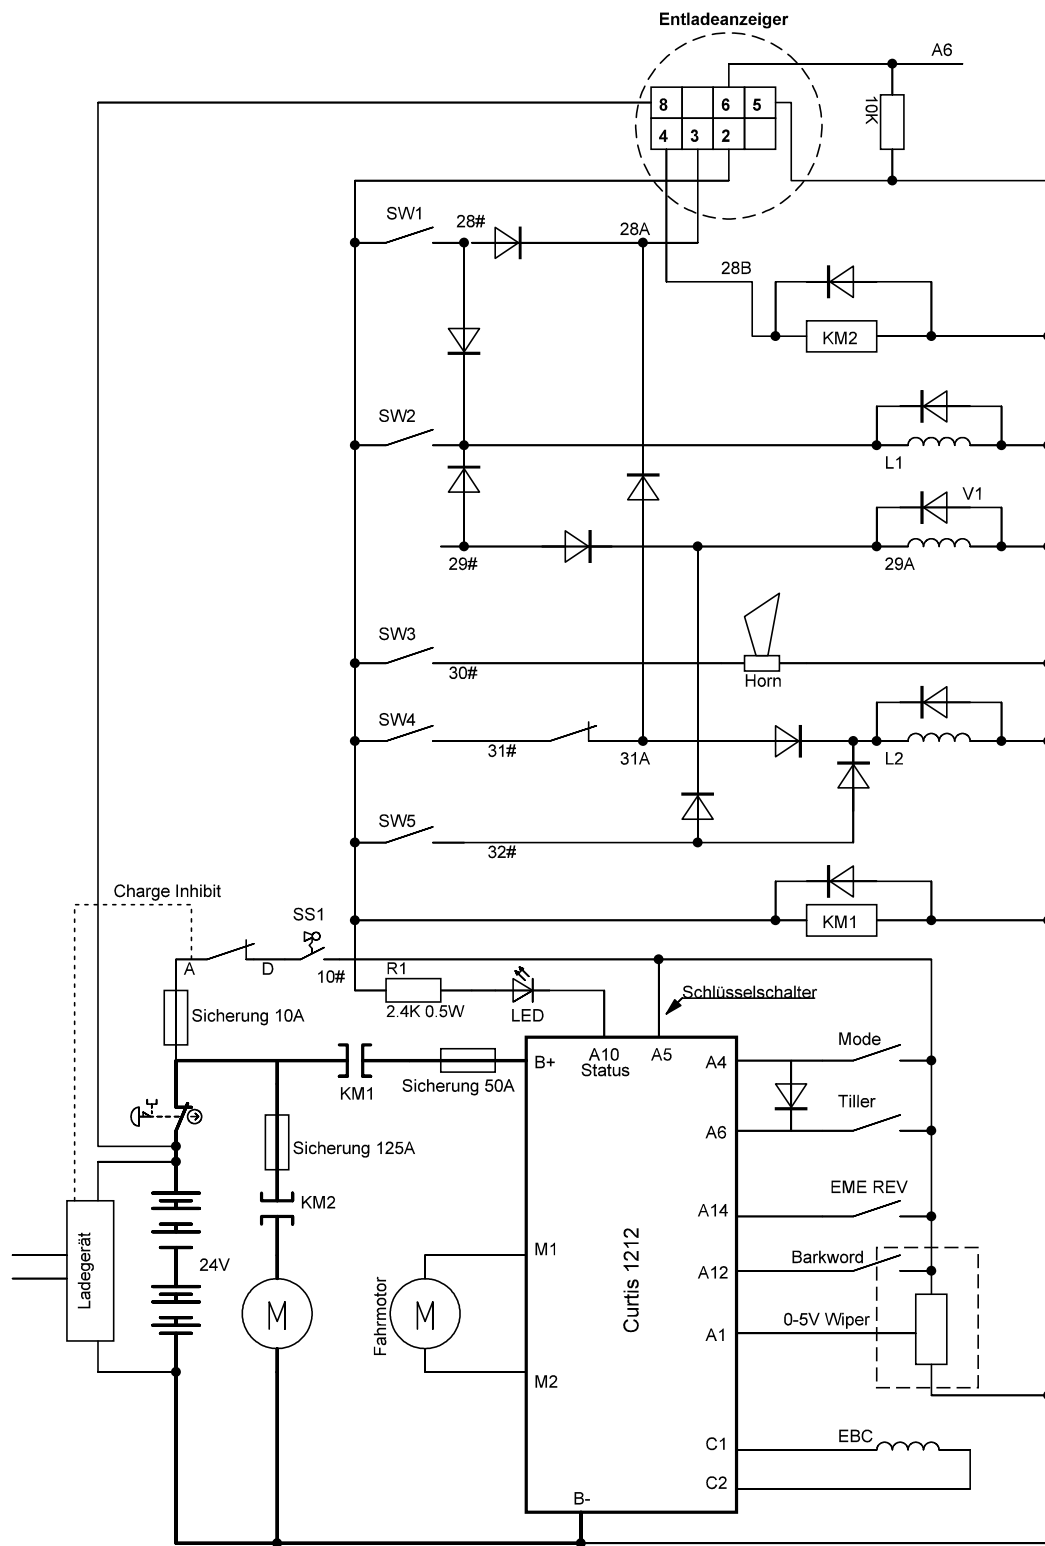 Entladeanzeiger
A6
8
6
5
4
3
2
10K
SW1
28#
28A
28B
KM2
SW2
L1
V1
29#
29A
SW3
30#
Horn
SW4
31#
31A
L2
SW5
32#
Charge Inhibit
SS1
KM1
A
D
10#
R1
2.4K 0.5W
LED
Schlüsselschalter
Sicherung 10A
B+
A10
Status
A5
A4
Mode
KM1
Sicherung 50A
Tiller
A6
Sicherung 125A
KM2
EME REV
A14
Ladegerät
24V
M1
Curtis 1212
Barkword
A12
M
Fahrmotor
M
0-5V Wiper
A1
M2
C1
EBC
C2
B-